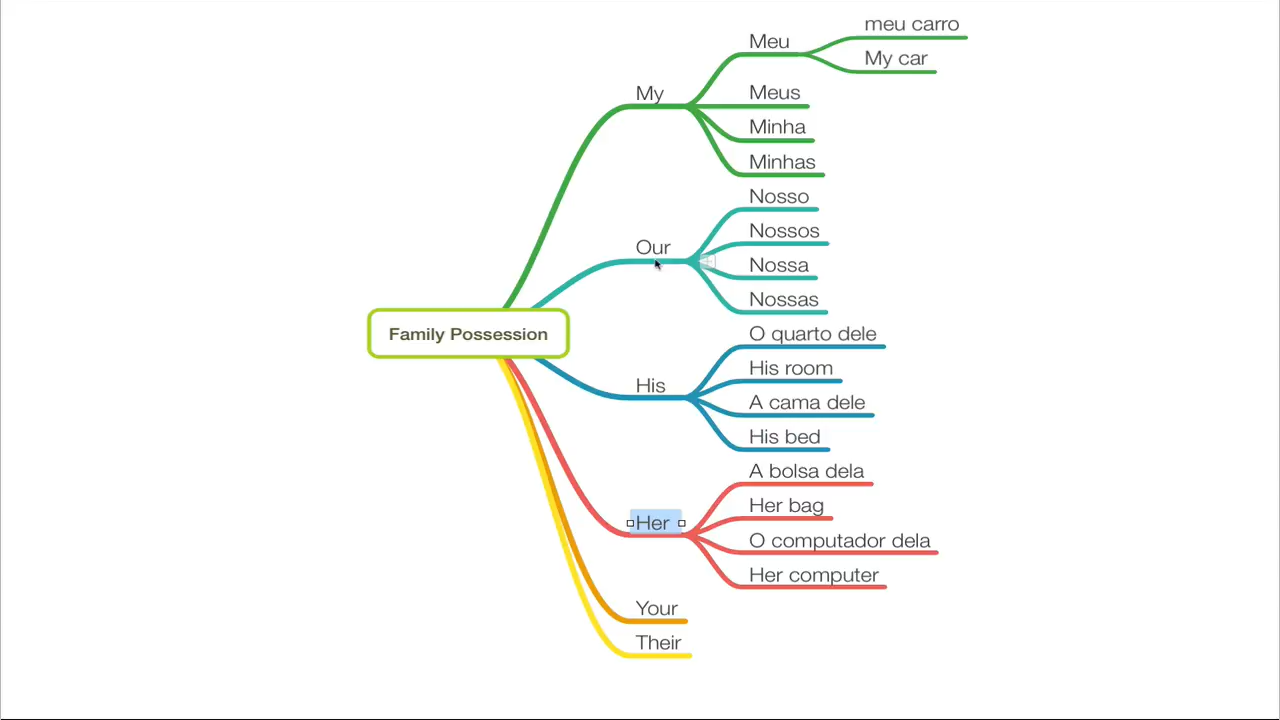 Family Possession
My
Meu
meu carro
My car
Meus
Minha
Minhas
Our
Nosso
Nossos
Nossa
Nossas
His
O quarto dele
His room
A cama dele
His bed
Her
A bolsa dela
Her bag
O computador dela
Her computer
Your
Their